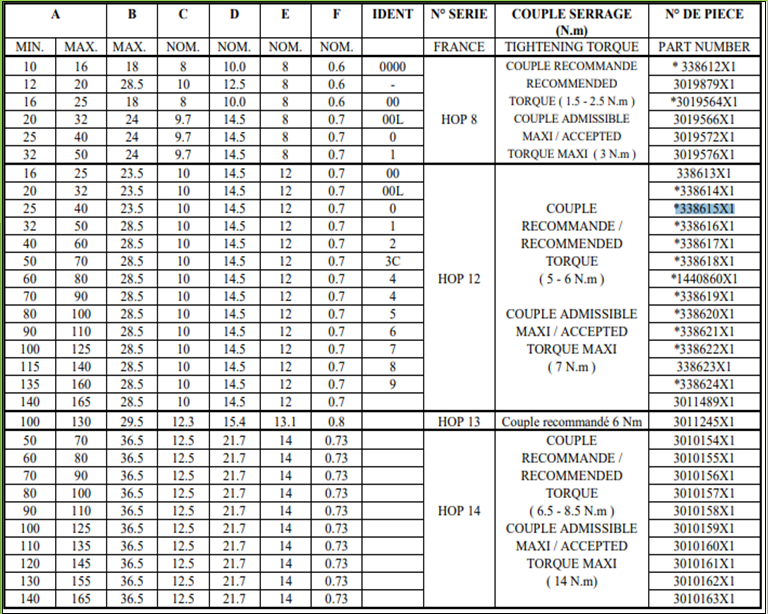 A B C D E F IDENT N° SERIE COUPLE SERRAGE N° DE PIECE
(N.m)
MIN. MAX. MAX. NOM. NOM. NOM. NOM. FRANCE TIGHTENING TORQUE PART NUMBER
10 16 18 8 10.0 8 0.6 0000 COUPLE RECOMMANDE * 338612X1
12 20 28.5 10 12.5 8 0.6 - RECOMMENDED 3019879X1
16 25 18 8 10.0 8 0.6 00 TORQUE ( 1.5 - 2.5 N.m ) *3019564X1
20 32 24 9.7 14.5 8 0.7 00L HOP 8 COUPLE ADMISSIBLE 3019566X1
25 40 24 9.7 14.5 8 0.7 0 MAXI / ACCEPTED 3019572X1
32 50 24 9.7 14.5 8 0.7 1 TORQUE MAXI ( 3 N.m ) 3019576X1
16 25 23.5 10 14.5 12 0.7 00 338613X1
20 32 23.5 10 14.5 12 0.7 00L *338614X1
25 40 23.5 10 14.5 12 0.7 0 COUPLE *338615X1
32 50 28.5 10 14.5 12 0.7 1 RECOMMANDE / *338616X1
40 60 28.5 10 14.5 12 0.7 2 RECOMMENDED *338617X1
50 70 28.5 10 14.5 12 0.7 3C TORQUE *338618X1
60 80 28.5 10 14.5 12 0.7 4 HOP 12 ( 5 - 6 N.m ) *1440860X1
70 90 28.5 10 14.5 12 0.7 4 *338619X1
80 100 28.5 10 14.5 12 0.7 5 COUPLE ADMISSIBLE *338620X1
90 110 28.5 10 14.5 12 0.7 6 MAXI / ACCEPTED *338621X1
100 125 28.5 10 14.5 12 0.7 7 TORQUE MAXI *338622X1
115 140 28.5 10 14.5 12 0.7 8 ( 7 N.m ) 338623X1
135 160 28.5 10 14.5 12 0.7 9 *338624X1
140 165 28.5 10 14.5 12 0.7 3011489X1
100 130 29.5 12.3 15.4 13.1 0.8 HOP 13 Couple recommandé 6 Nm 3011245X1
50 70 36.5 12.5 21.7 14 0.73 COUPLE 3010154X1
60 80 36.5 12.5 21.7 14 0.73 RECOMMANDE / 3010155X1
70 90 36.5 12.5 21.7 14 0.73 RECOMMENDED 3010156X1
80 100 36.5 12.5 21.7 14 0.73 TORQUE 3010157X1
90 110 36.5 12.5 21.7 14 0.73 HOP 14 ( 6.5 - 8.5 N.m ) 3010158X1
100 125 36.5 12.5 21.7 14 0.73 COUPLE ADMISSIBLE 3010159X1
110 135 36.5 12.5 21.7 14 0.73 MAXI / ACCEPTED 3010160X1
120 145 36.5 12.5 21.7 14 0.73 TORQUE MAXI 3010161X1
130 155 36.5 12.5 21.7 14 0.73 ( 14 N.m) 3010162X1
140 165 36.5 12.5 21.7 14 0.73 3010163X1